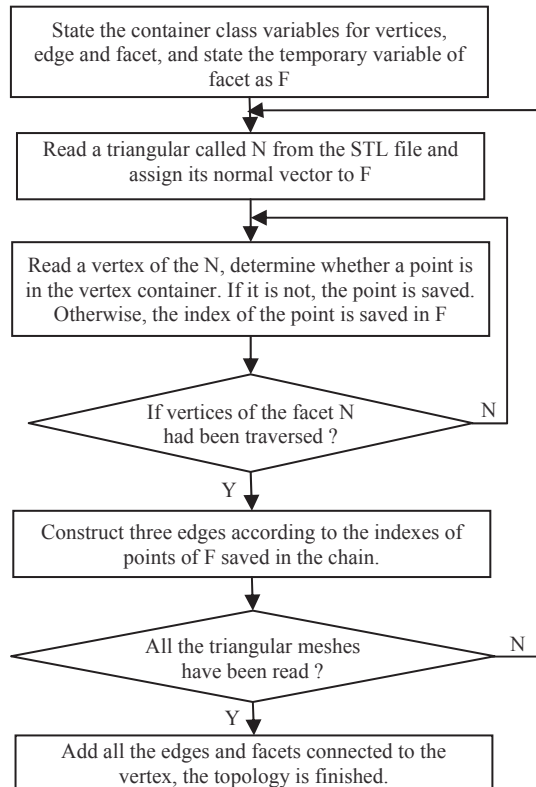 State the container class variables for vertices,
edge and facet, and state the temporary variable of
facet as F
Read a triangular called N from the STL file and
assign its normal vector to F
Read a vertex of the N, determine whether a point is
in the vertex container. If it is not, the point is saved.
Otherwise, the index of the point is saved in F
If vertices of the facet N
had been traversed ?
N
Y
Construct three edges according to the indexes of
points of F saved in the chain.
All the triangular meshes
have been read ?
N
Y
Add all the edges and facets connected to the
vertex, the topology is finished.